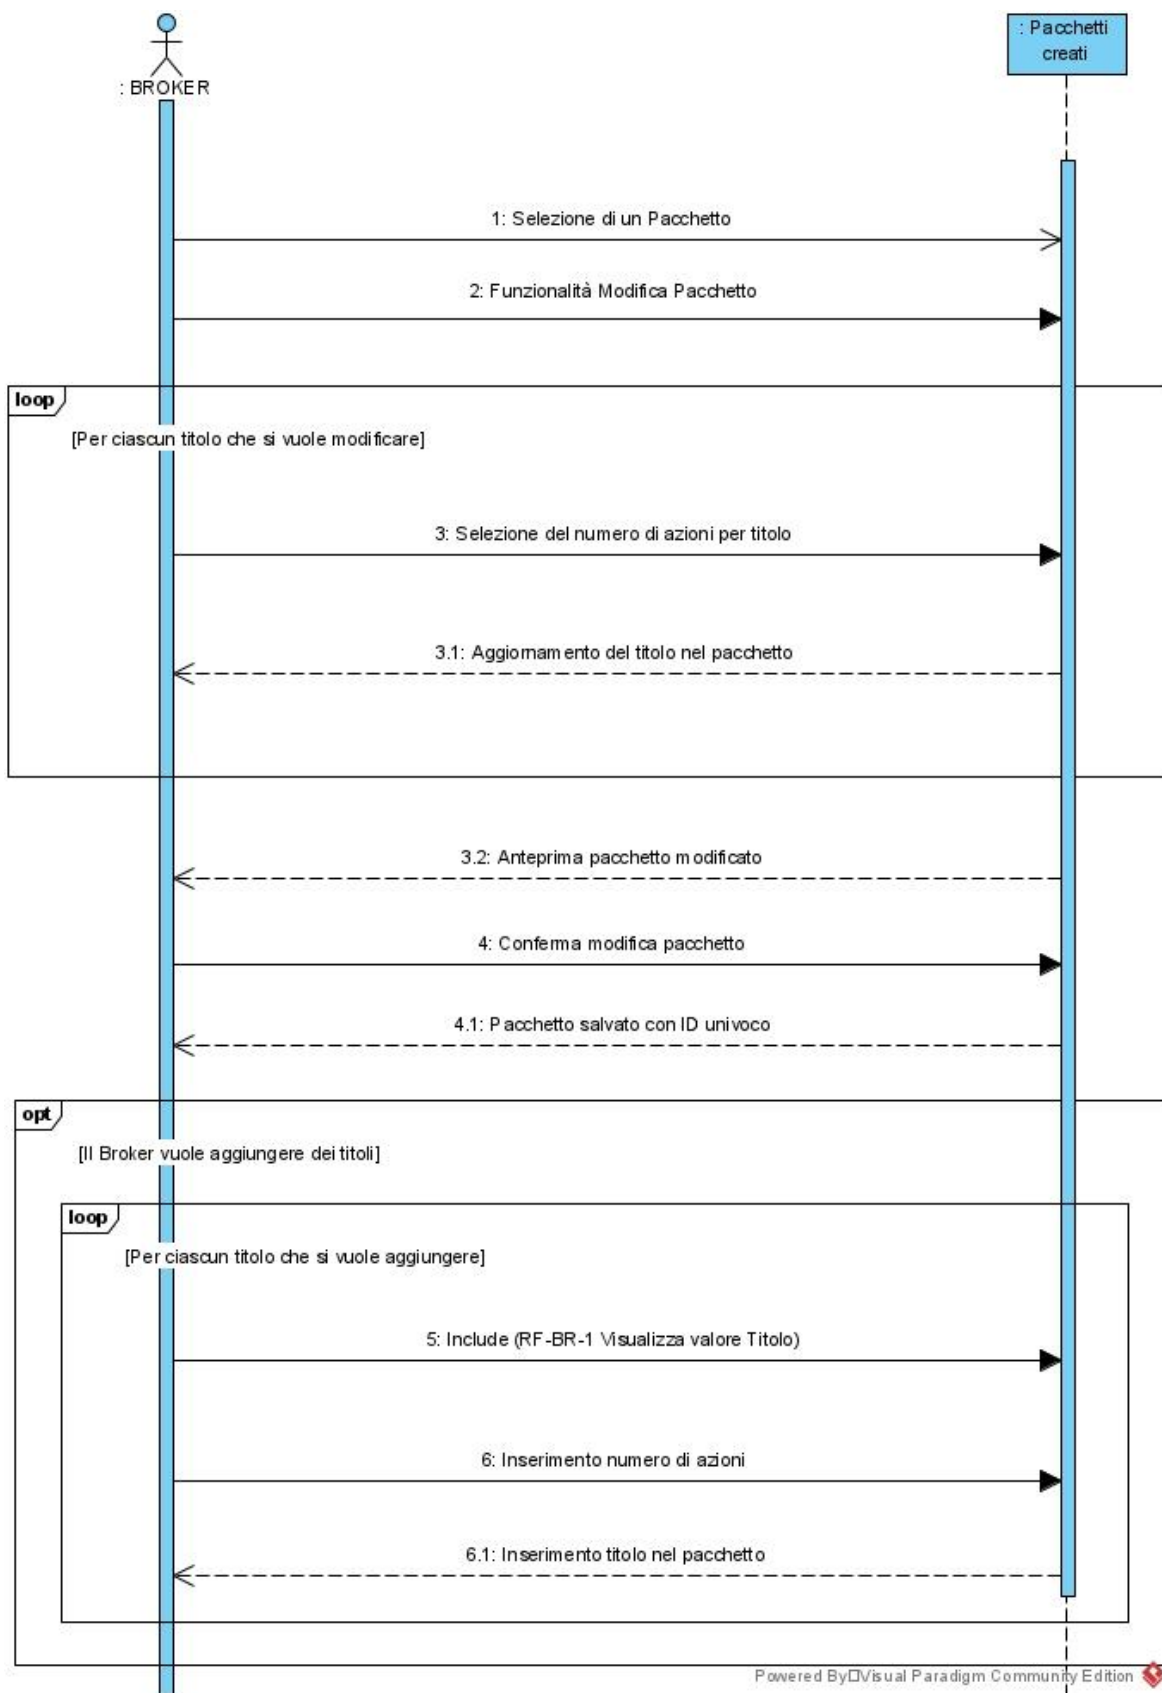 : Pacchetti
creati
: BROKER
1: Selezione di un Pacchetto
2: Funzionalità Modifica Pacchetto
loop
[Per ciascun titolo che si vuole modificare]
3: Selezione del numero di azioni per titolo
3.1: Aggiornamento del titolo nel pacchetto
3.2: Anteprima pacchetto modificato
4: Conferma modifica pacchetto
4.1: Pacchetto salvato con ID univoco
opt
[Il Broker vuole aggiungere dei titoli]
loop
[Per ciascun titolo che si vuole aggiungere]
5: Include (RF-BR-1 Visualizza valore Titolo)
6: Inserimento numero di azioni
6.1: Inserimento titolo nel pacchetto
Powered By□Visual Paradigm Community Edition